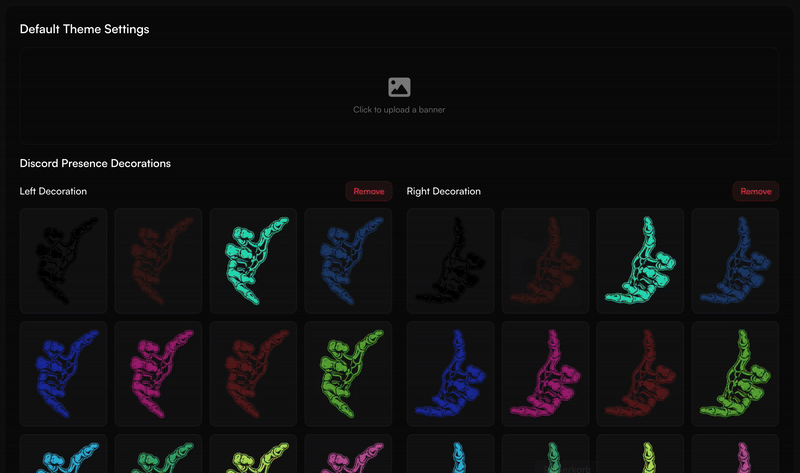 Default Theme Settings
Click to upload a banner
Discord Presence Decorations
Left Decoration
Remove
Right Decoration
Remove